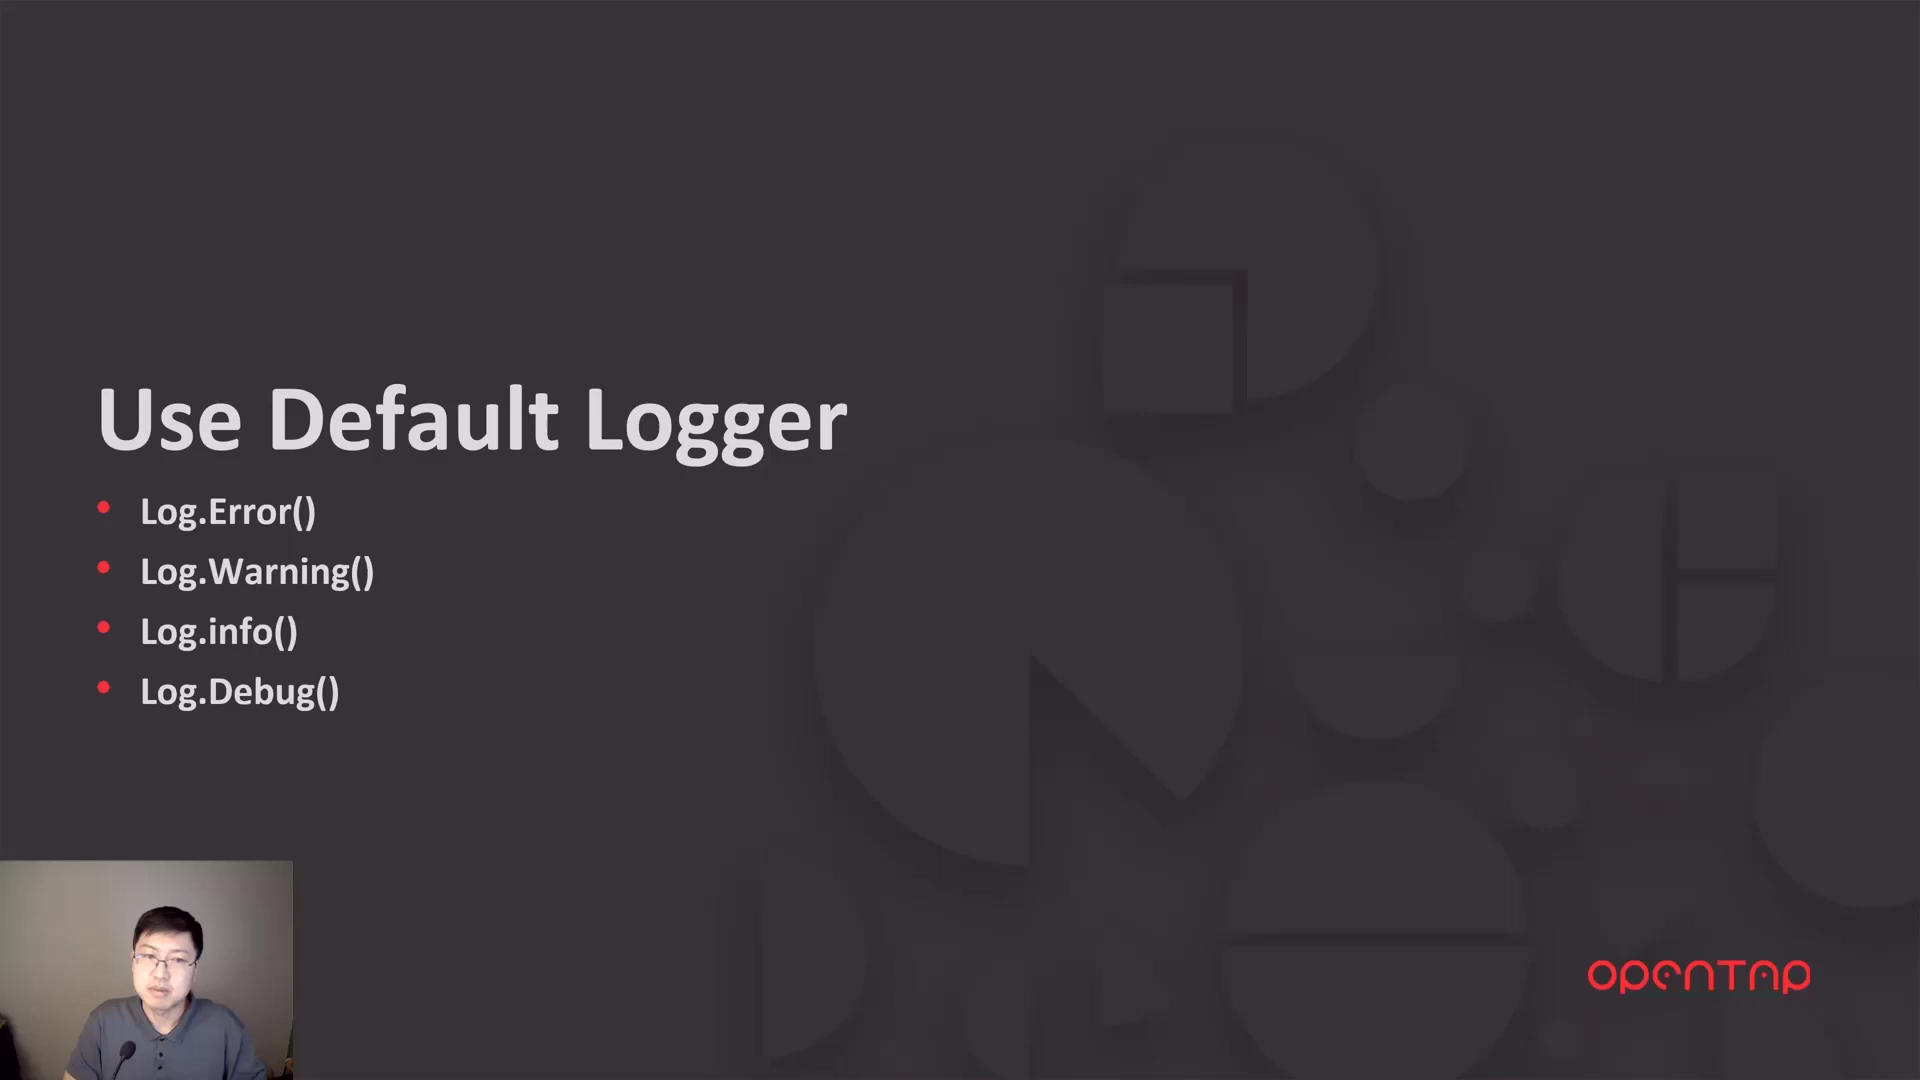 Use Default Logger
• Log.Error()
• Log.Warning()
• Log.info()
• Log.Debug()
OPENTAP